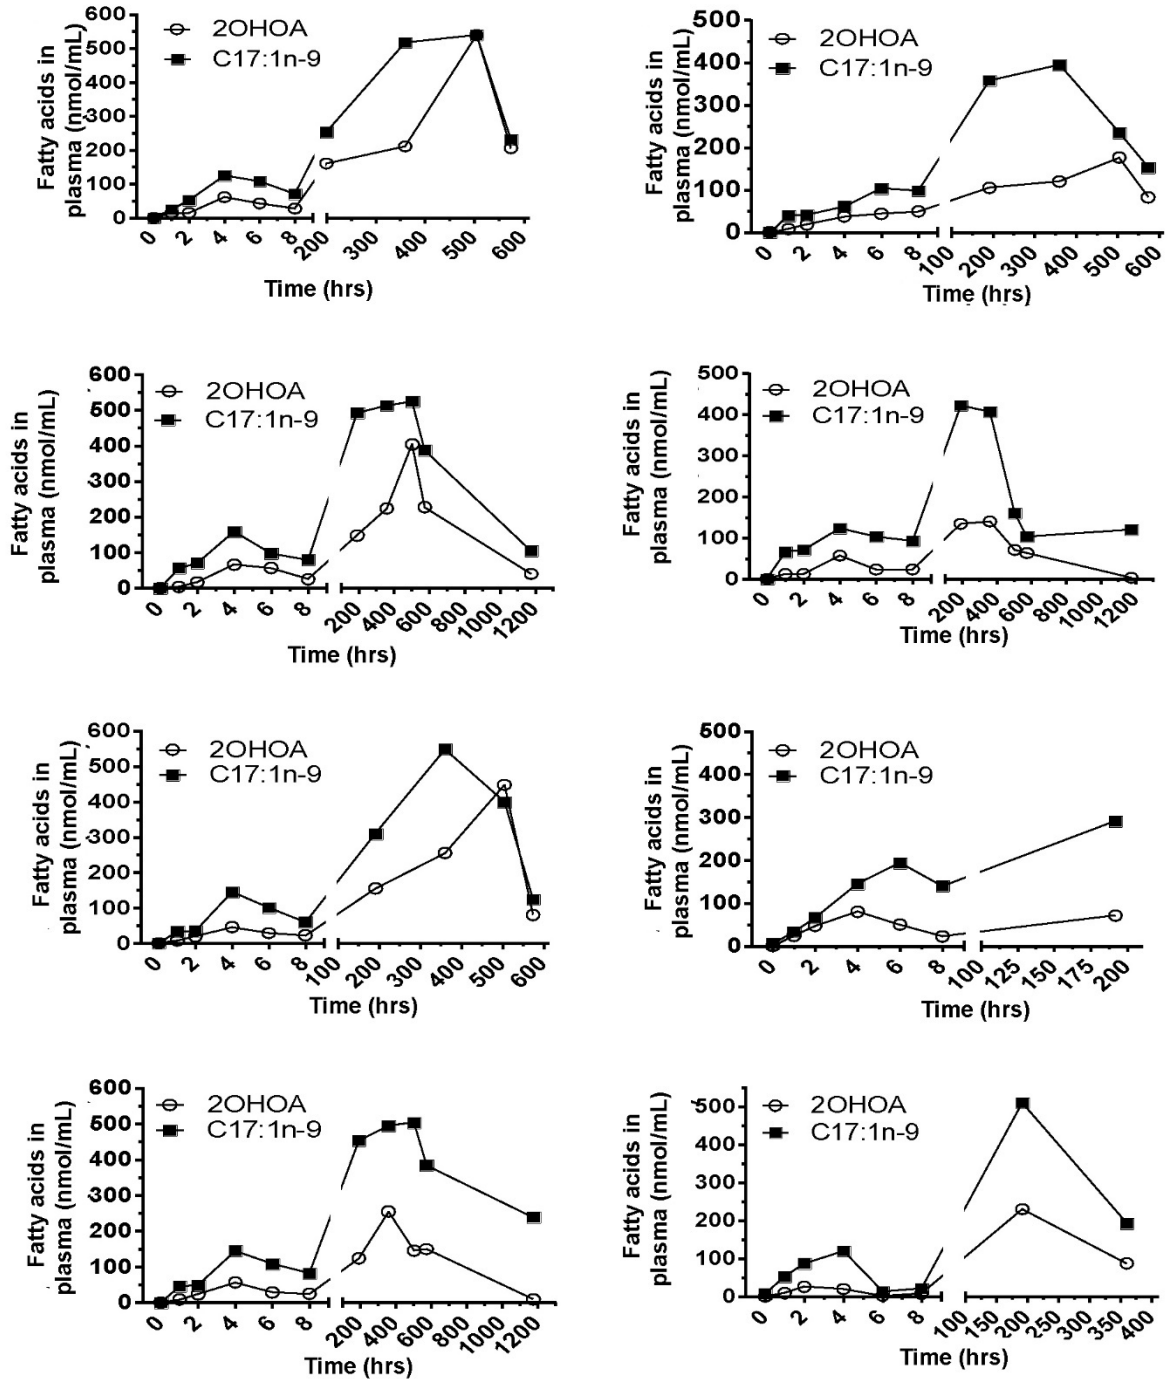 2OHOA
C17:1n-9
Fatty acids in
plasma (nmol/mL)
600
500
400
300
200
100
0
0 2 4 6 8 200 300 400 500 600
Time (hrs)
2OHOA
C17:1n-9
Fatty acids in
plasma (nmol/mL)
500
400
300
200
100
0
0 2 4 6 8 100 200 300 400 500 600
Time (hrs)
2OHOA
C17:1n-9
Fatty acids in
plasma (nmol/mL)
600
500
400
300
200
100
0
0 2 4 6 8 200 400 600 800 1000 1200
Time (hrs)
2OHOA
C17:1n-9
Fatty acids in
plasma (nmol/mL)
500
400
300
200
100
0
0 2 4 6 8 200 400 600 800 1000 1200
Time (hrs)
2OHOA
C17:1n-9
Fatty acids in
plasma (nmol/mL)
600
500
400
300
200
100
0
0 2 4 6 8 100 200 300 400 500 600
Time (hrs)
2OHOA
C17:1n-9
Fatty acids in
plasma (nmol/mL)
500
400
300
200
100
0
0 2 4 6 8 100 125 150 175 200
Time (hrs)
2OHOA
C17:1n-9
Fatty acids in
plasma (nmol/mL)
600
500
400
300
200
100
0
0 2 4 6 8 200 400 600 800 1000 1200
Time (hrs)
2OHOA
C17:1n-9
Fatty acids in
plasma (nmol/mL)
500
400
300
200
100
0
0 2 4 6 8 100 150 200 250 300 350 400
Time (hrs)